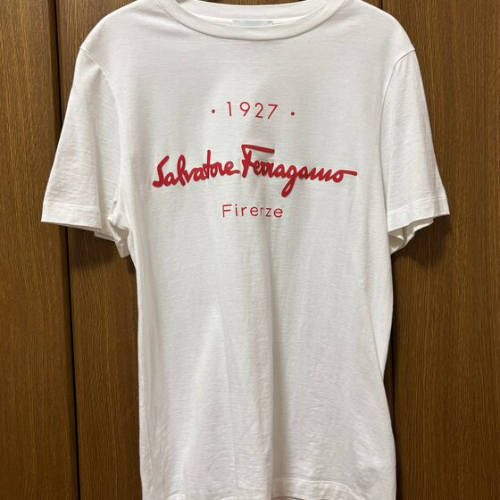 · 1927 ·
Salvatore Ferragamo
Firenze